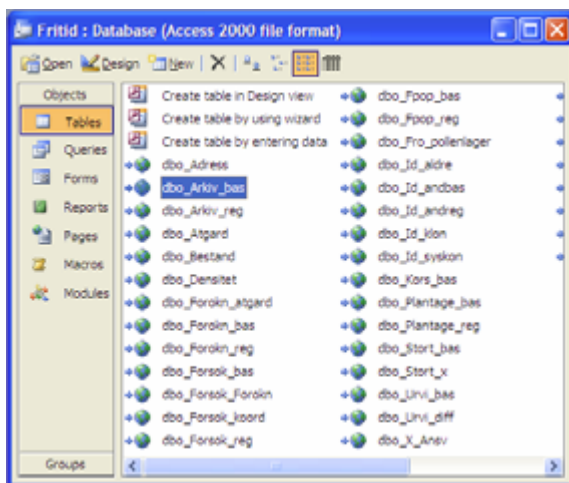 Fritid : Database (Access 2000 file format)
Open Design New
Objects
Tables
Queries
Forms
Reports
Pages
Macros
Modules
Groups
Create table in Design view
Create table by using wizard
Create table by entering data
dbo_Adress
dbo_Arkiv_bas
dbo_Arkiv_reg
dbo_Atgard
dbo_Bestand
dbo_Densitet
dbo_Forokn_atgard
dbo_Forokn_bas
dbo_Forokn_reg
dbo_Forsok_bas
dbo_Forsok_Forokn
dbo_Forsok_koord
dbo_Forsok_reg
dbo_Fpop_bas
dbo_Fpop_reg
dbo_Fro_pollenlager
dbo_Id_aldre
dbo_Id_andbas
dbo_Id_andreg
dbo_Id_klon
dbo_Id_syskon
dbo_Kors_bas
dbo_Plantage_bas
dbo_Plantage_reg
dbo_Stort_bas
dbo_Stort_x
dbo_Urvi_bas
dbo_Urvi_diff
dbo_X_Ansv